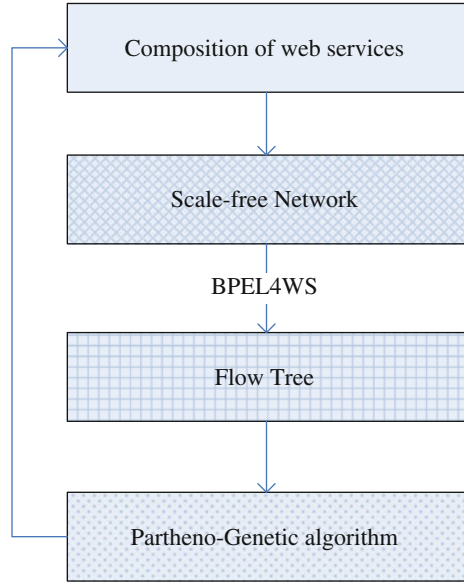 Composition of web services
Scale-free Network
BPEL4WS
Flow Tree
Partheno-Genetic algorithm